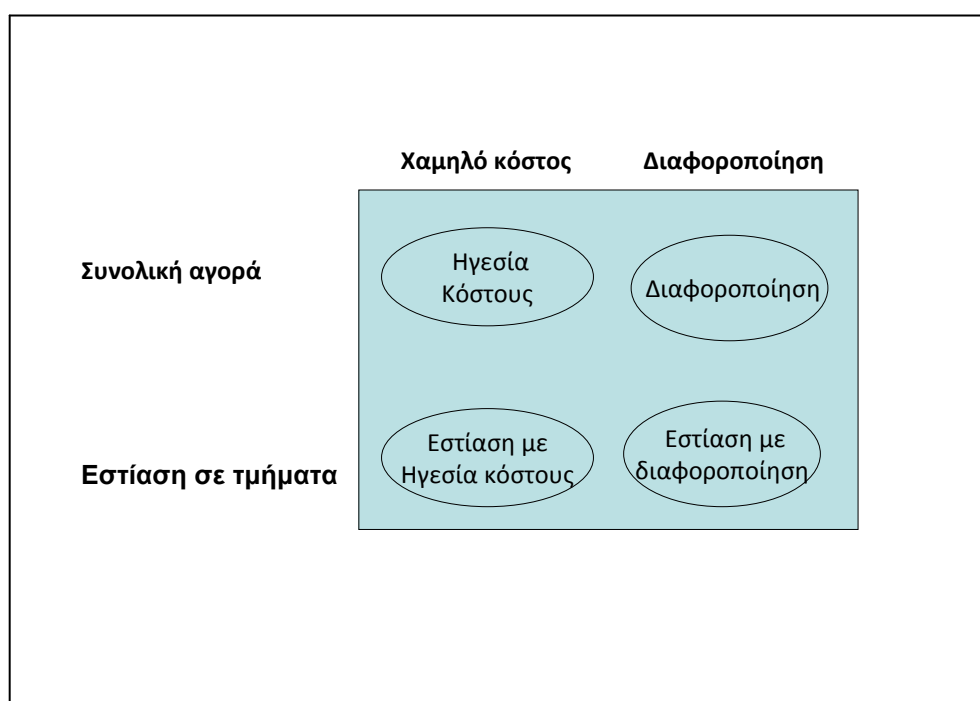 Χαμηλό κόστος Διαφοροποίηση
Συνολική αγορά
Ηγεσία
Κόστους
Διαφοροποίηση
Εστίαση σε τμήματα
Εστίαση με
Ηγεσία κόστους
Εστίαση με
διαφοροποίηση